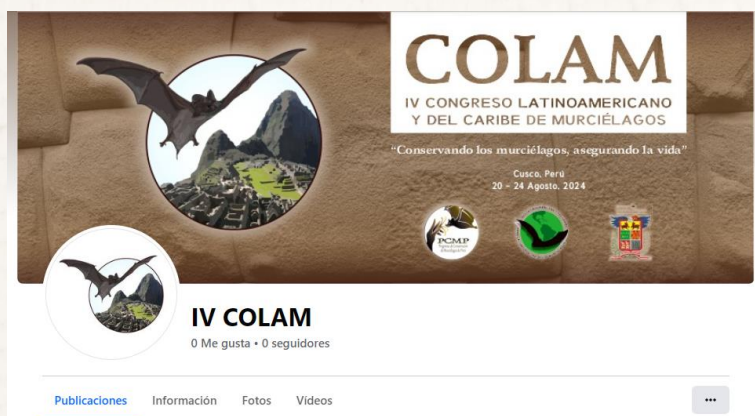 COLAM
IV CONGRESO LATINOAMERICANO
Y DEL CARIBE DE MURCIÉLAGOS
“Conservando los murciélagos, asegurando la vida”
Cusco, Perú
20 – 24 Agosto, 2024
PCMP
IV COLAM
0 Me gusta • 0 seguidores
Publicaciones Información Fotos Vídeos